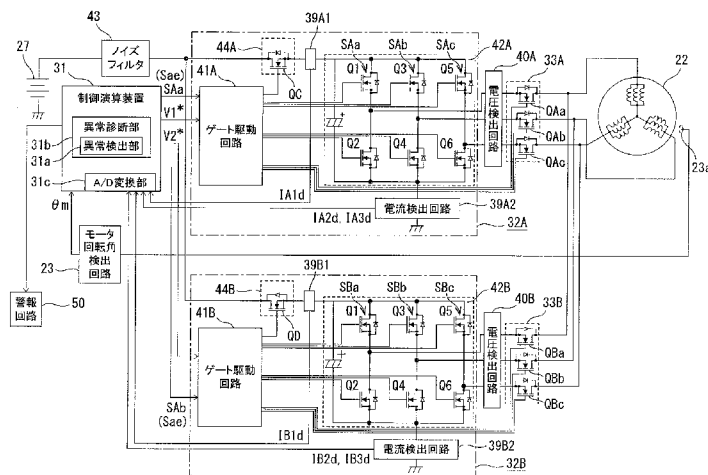 43
ノイズ
フィルタ
27
31
制御演算装置
異常診断部
31b
異常検出部
31a
31c
A/D変換部
θm
モータ
回転角
検出
回路
23
警報
回路
50
(Sae)
SAa
V1*
V2*
SAb
(Sae)
44A
QC
39A1
41A
ゲート駆動
回路
SAa
SAb
SAc
42A
Q1
Q3
Q5
Q2
Q4
Q6
IA1d
IA2d, IA3d
電流検出回路
39A2
32A
40A
電圧検出回路
33A
QAa
QAb
QAc
22
23a
44B
QD
39B1
41B
ゲート駆動
回路
SBa
SBb
SBc
42B
Q1
Q3
Q5
Q2
Q4
Q6
IB1d
IB2d, IB3d
電流検出回路
39B2
32B
40B
電圧検出回路
33B
QBa
QBb
QBc